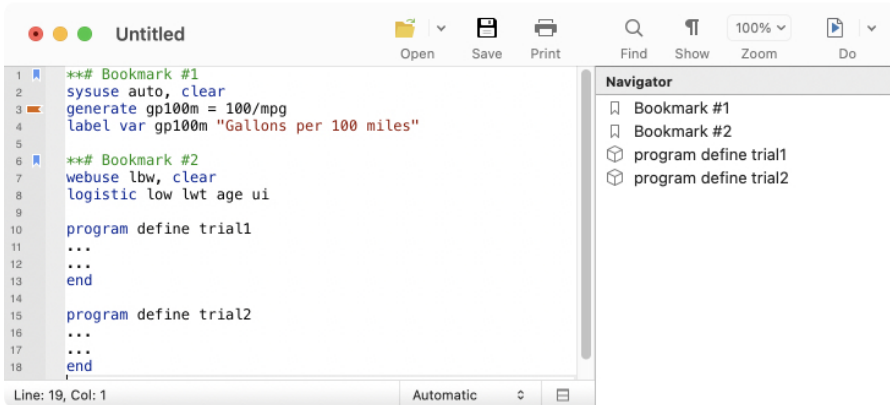 Untitled
Open
Save
Print
Find
Show
100%
Zoom
Do
1 **# Bookmark #1
2 sysuse auto, clear
3 generate gp100m = 100/mpg
4 label var gp100m "Gallons per 100 miles"
5
6 **# Bookmark #2
7 webuse lbw, clear
8 logistic low lwt age ui
9
10 program define trial1
11 ...
12 ...
13 end
14
15 program define trial2
16 ...
17 ...
18 end
Line: 19, Col: 1
Automatic
Navigator
Bookmark #1
Bookmark #2
program define trial1
program define trial2